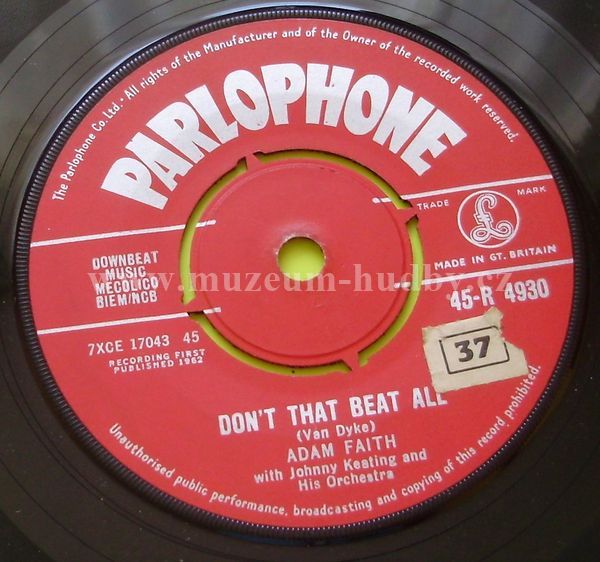 The Parlophone Co. Ltd. · All rights of the Manufacturer and of the Owner of the recorded work reserved.
PARLOPHONE
TRADE MARK
£
MADE IN GT. BRITAIN
DOWNBEAT
MUSIC
MECOLICO
BIEM/NCB
www.muzeum-hudby.cz
45-R 4930
7XCE 17043 45
RECORDING FIRST
PUBLISHED 1962
37
DON'T THAT BEAT ALL
(Van Dyke)
ADAM FAITH
with Johnny Keating and
His Orchestra
Unauthorised public performance, broadcasting and copying of this record prohibited.